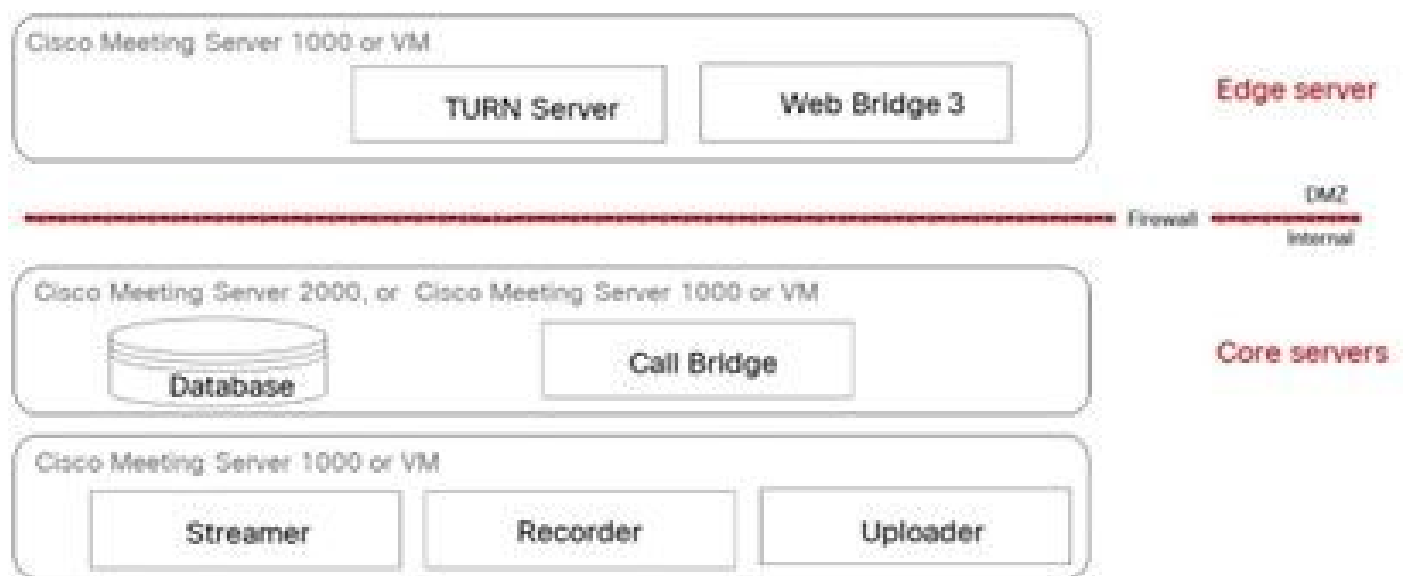 Cisco Meeting Server 1000 or VM
TURN Server
Web Bridge 3
Edge server
DMZ
Firewall
Internal
Cisco Meeting Server 2000, or Cisco Meeting Server 1000 or VM
Database
Call Bridge
Core servers
Cisco Meeting Server 1000 or VM
Streamer
Recorder
Uploader